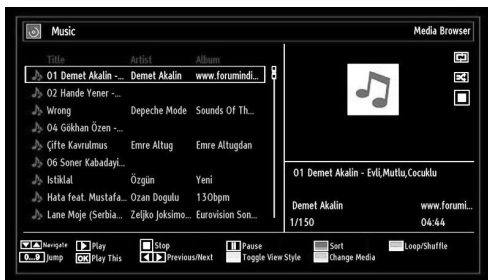 Music Media Browser
Title Artist Album
01 Demet Akalin -... Demet Akalin www.forumindi...
02 Hande Yener -...
Wrong Depeche Mode Sounds Of Th...
04 Gökhan Özen -...
Çifte Kavrulmus Emre Altug Emre Altugdan
06 Soner Kabadayi...
Istiklal Özgün Yeni
Hata feat. Mustafa... Ozan Dogulu 130bpm
Lane Moje (Serbia... Zeljko Joksimo... Eurovision Son...
01 Demet Akalin - Evli,Mutlu,Cocuklu
Demet Akalin www.forumi...
1/150 04:44
Navigate Play Stop Pause Sort Loop/Shuffle
0...9 Jump OK Play This Previous/Next Toggle View Style Change Media